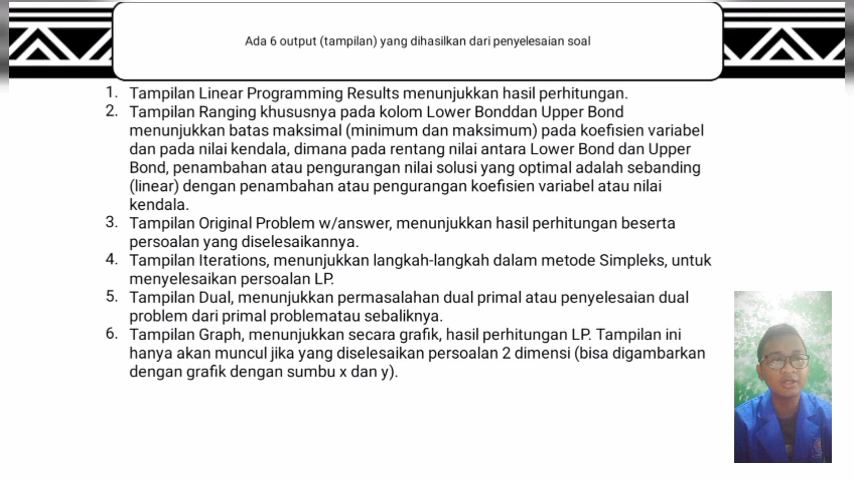 Ada 6 output (tampilan) yang dihasilkan dari penyelesaian soal
1. Tampilan Linear Programming Results menunjukkan hasil perhitungan.
2. Tampilan Ranging khususnya pada kolom Lower Bonddan Upper Bond
menunjukkan batas maksimal (minimum dan maksimum) pada koefisien variabel
dan pada nilai kendala, dimana pada rentang nilai antara Lower Bond dan Upper
Bond, penambahan atau pengurangan nilai solusi yang optimal adalah sebanding
(linear) dengan penambahan atau pengurangan koefisien variabel atau nilai
kendala.
3. Tampilan Original Problem w/answer, menunjukkan hasil perhitungan beserta
persoalan yang diselesaikannya.
4. Tampilan Iterations, menunjukkan langkah-langkah dalam metode Simpleks, untuk
menyelesaikan persoalan LP.
5. Tampilan Dual, menunjukkan permasalahan dual primal atau penyelesaian dual
problem dari primal problematau sebaliknya.
6. Tampilan Graph, menunjukkan secara grafik, hasil perhitungan LP. Tampilan ini
hanya akan muncul jika yang diselesaikan persoalan 2 dimensi (bisa digambarkan
dengan grafik dengan sumbu x dan y).